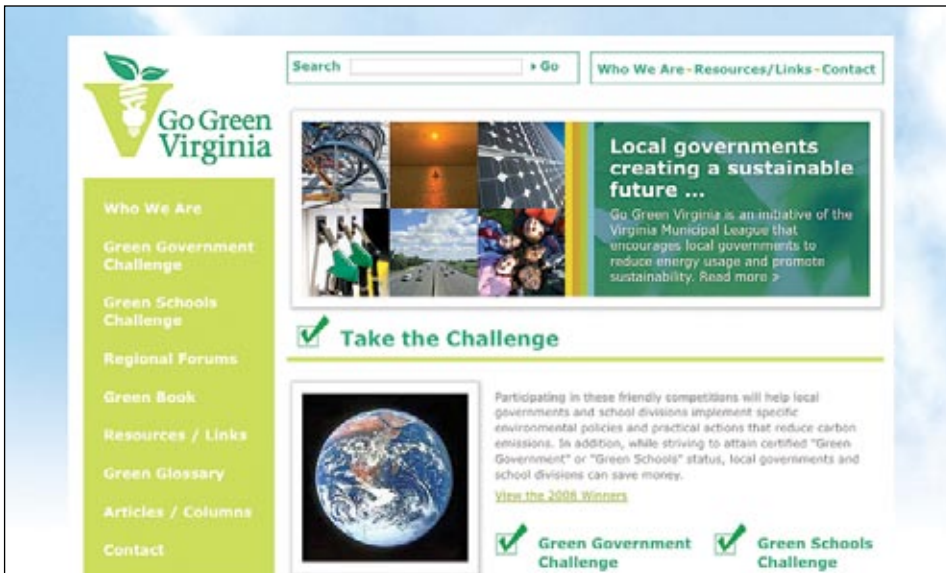 Search
Go
Who We Are - Resources/Links - Contact
Go Green
Virginia
Who We Are
Green Government
Challenge
Green Schools
Challenge
Regional Forums
Green Book
Resources / Links
Green Glossary
Articles / Columns
Contact
Local governments
creating a sustainable
future ...
Go Green Virginia is an initiative of the
Virginia Municipal League that
encourages local governments to
reduce energy usage and promote
sustainability. Read more >
Take the Challenge
Participating in these friendly competitions will help local
governments and school divisions implement specific
environmental policies and practical actions that reduce carbon
emissions. In addition, while striving to attain certified "Green
Government" or "Green Schools" status, local governments and
school divisions can save money.
View the 2008 Winners
Green Government
Challenge
Green Schools
Challenge